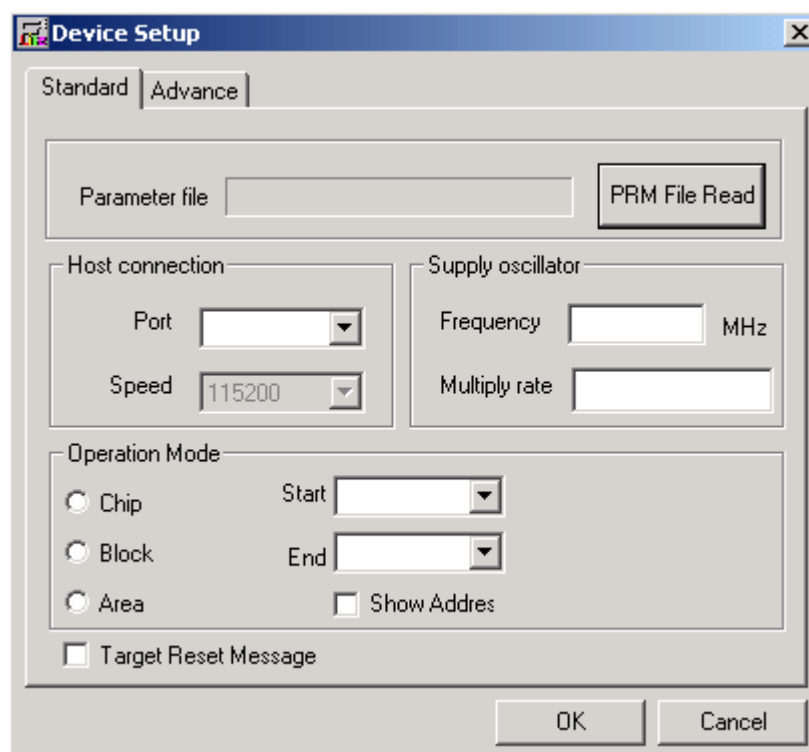 Device Setup
Standard
Advance
Parameter file
PRM File Read
Host connection
Port
Speed
115200
Supply oscillator
Frequency
MHz
Multiply rate
Operation Mode
Chip
Block
Area
Start
End
Show Addres
Target Reset Message
OK
Cancel